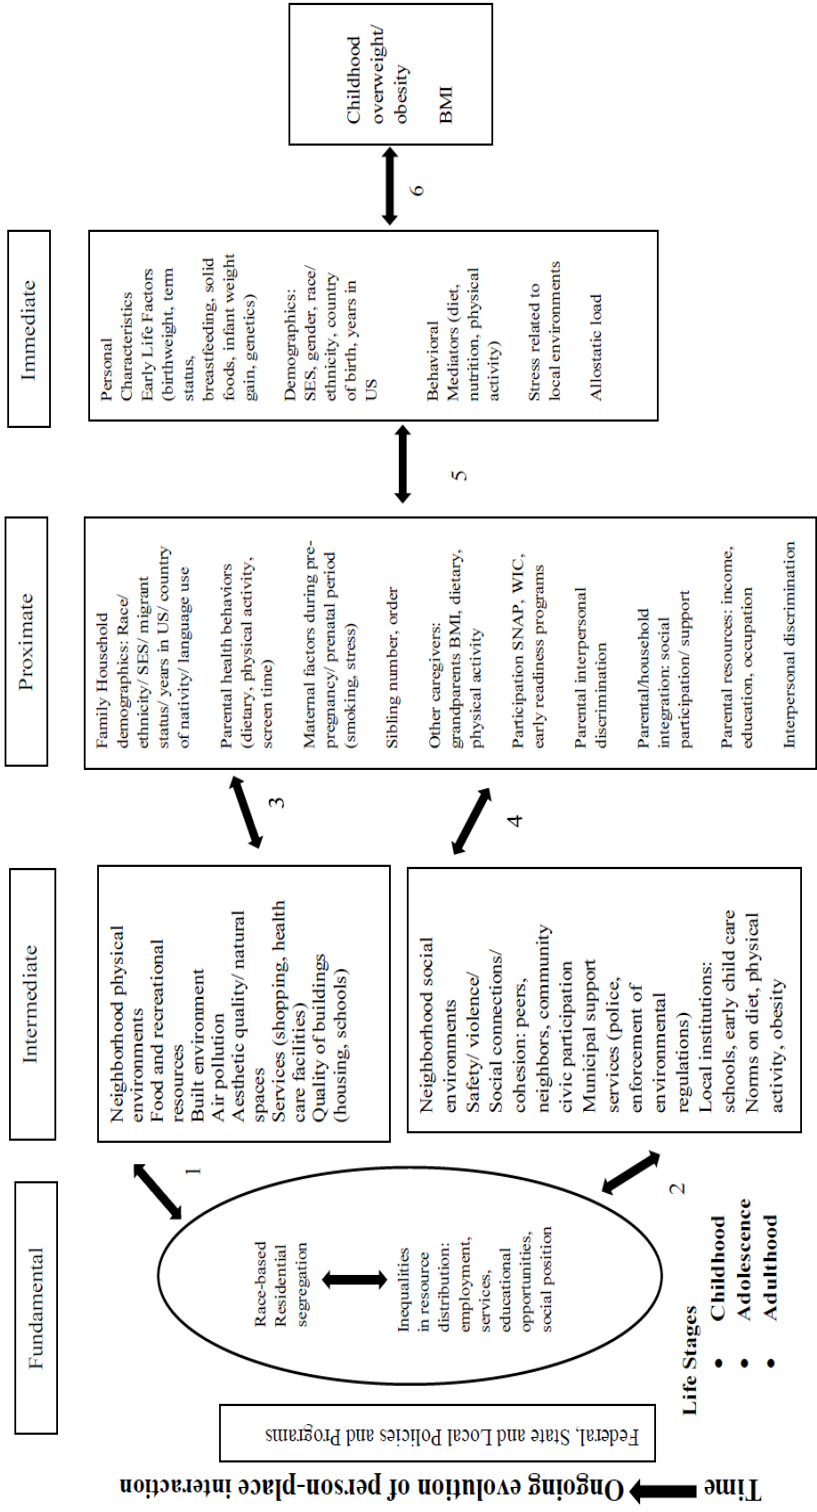 Fundamental
Intermediate
Proximate
Immediate
Federal, State and Local Policies and Programs
Race-based
Residential
segregation
Inequalities
in resource
distribution:
employment,
services,
educational
opportunities,
social position
1
2
Neighborhood physical
environments
Food and recreational
resources
Built environment
Air pollution
Aesthetic quality/ natural
spaces
Services (shopping, health
care facilities)
Quality of buildings
(housing, schools)
Neighborhood social
environments
Safety/ violence/
Social connections/
cohesion: peers,
neighbors, community
civic participation
Municipal support
services (police,
enforcement of
environmental
regulations)
Local institutions:
schools, early child care
Norms on diet, physical
activity, obesity
3
4
Family Household
demographics: Race/
ethnicity/ SES/ migrant
status/ years in US/ country
of nativity/ language use
Parental health behaviors
(dietary, physical activity,
screen time)
Maternal factors during pre-
pregnancy/ prenatal period
(smoking, stress)
Sibling number, order
Other caregivers:
grandparents BMI, dietary,
physical activity
Participation SNAP, WIC,
early readiness programs
Parental interpersonal
discrimination
Parental/household
integration: social
participation/ support
Parental resources: income,
education, occupation
Interpersonal discrimination
5
Personal
Characteristics
Early Life Factors
(birthweight, term
status,
breastfeeding, solid
foods, infant weight
gain, genetics)
Demographics:
SES, gender, race/
ethnicity, country
of birth, years in
US
Behavioral
Mediators (diet,
nutrition, physical
activity)
Stress related to
local environments
Allostatic load
6
Childhood
overweight/
obesity
BMI
Life Stages
• Childhood
• Adolescence
• Adulthood
Time
Ongoing evolution of person-place interaction